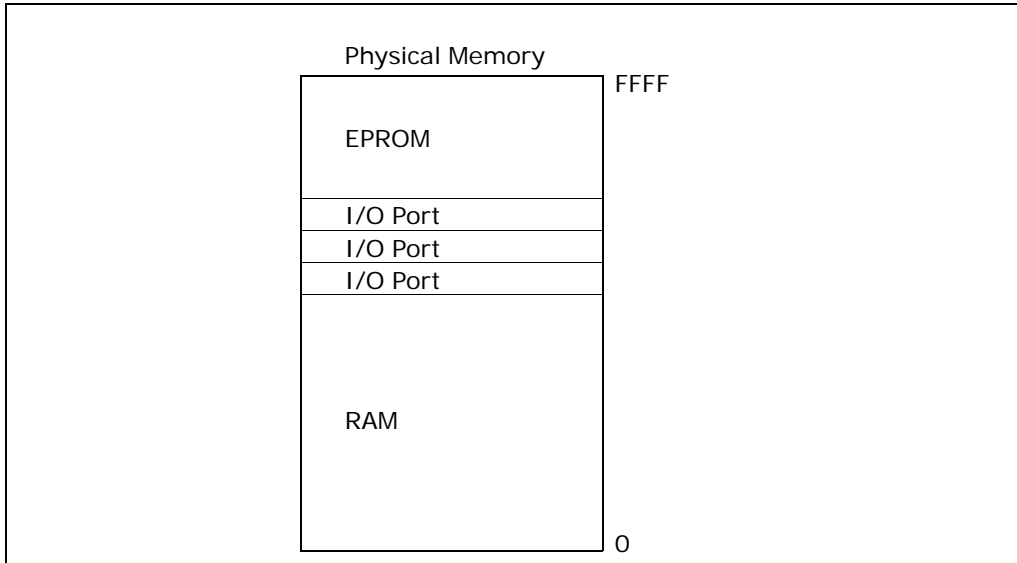 Physical Memory
FFFF
EPROM
I/O Port
I/O Port
I/O Port
RAM
0